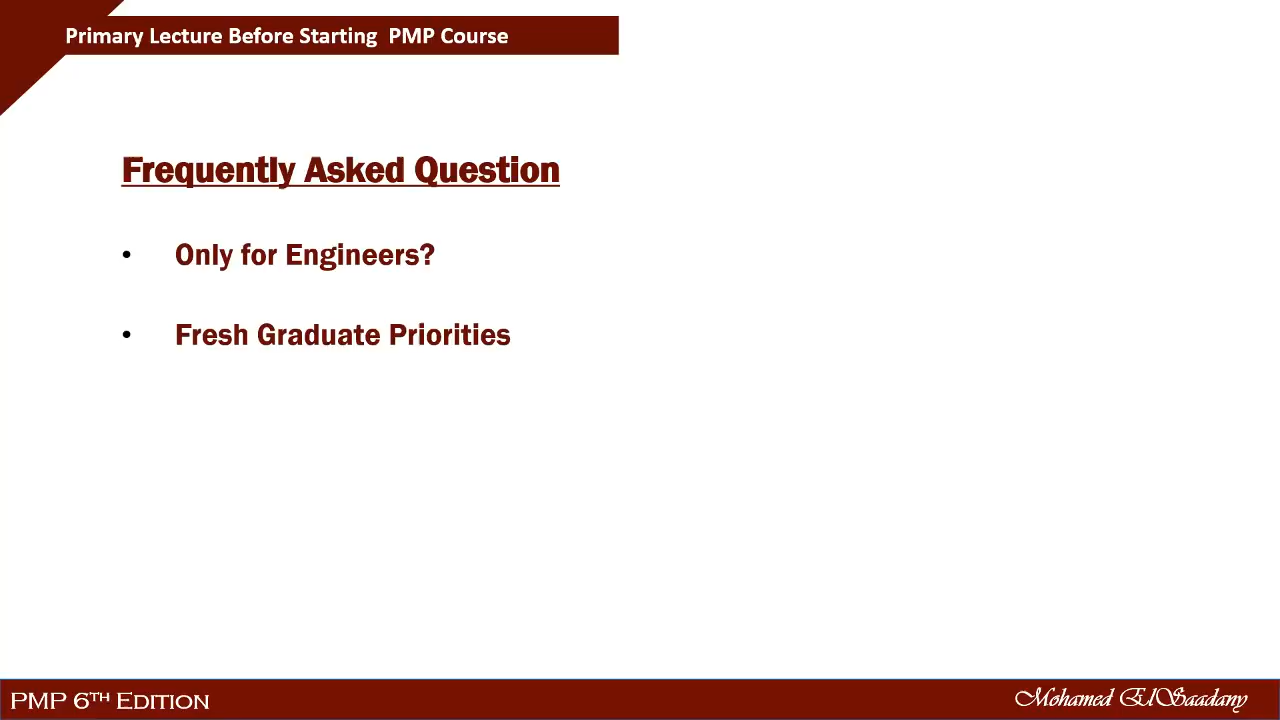 Primary Lecture Before Starting PMP Course
Frequently Asked Question
• Only for Engineers?
• Fresh Graduate Priorities
PMP 6TH EDITION
Mohamed ElSaadany